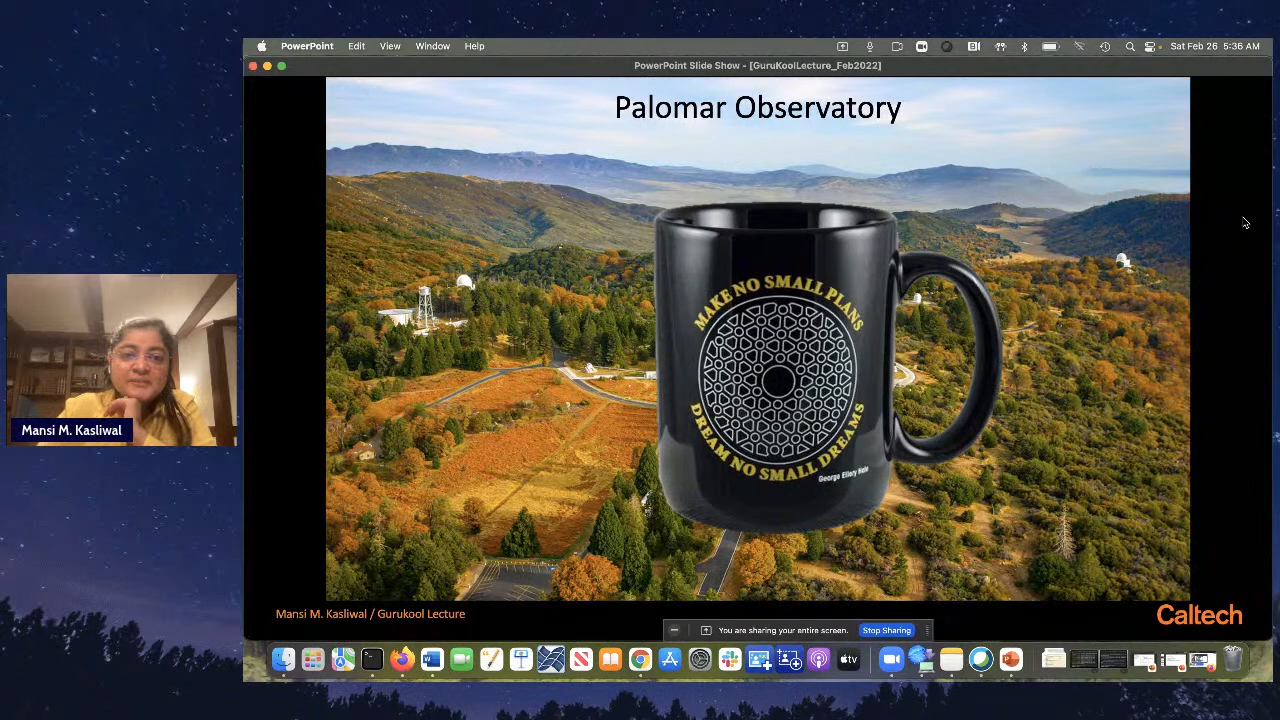 PowerPoint Edit View Window Help
Sat Feb 26 5:36 AM
PowerPoint Slide Show - [GuruKoolLecture_Feb2022]
Palomar Observatory
MAKE NO SMALL PLANS
DREAM NO SMALL DREAMS
George Ellery Hale
Mansi M. Kasliwal
Mansi M. Kasliwal / Gurukool Lecture
Caltech
You are sharing your entire screen. Stop Sharing
tv